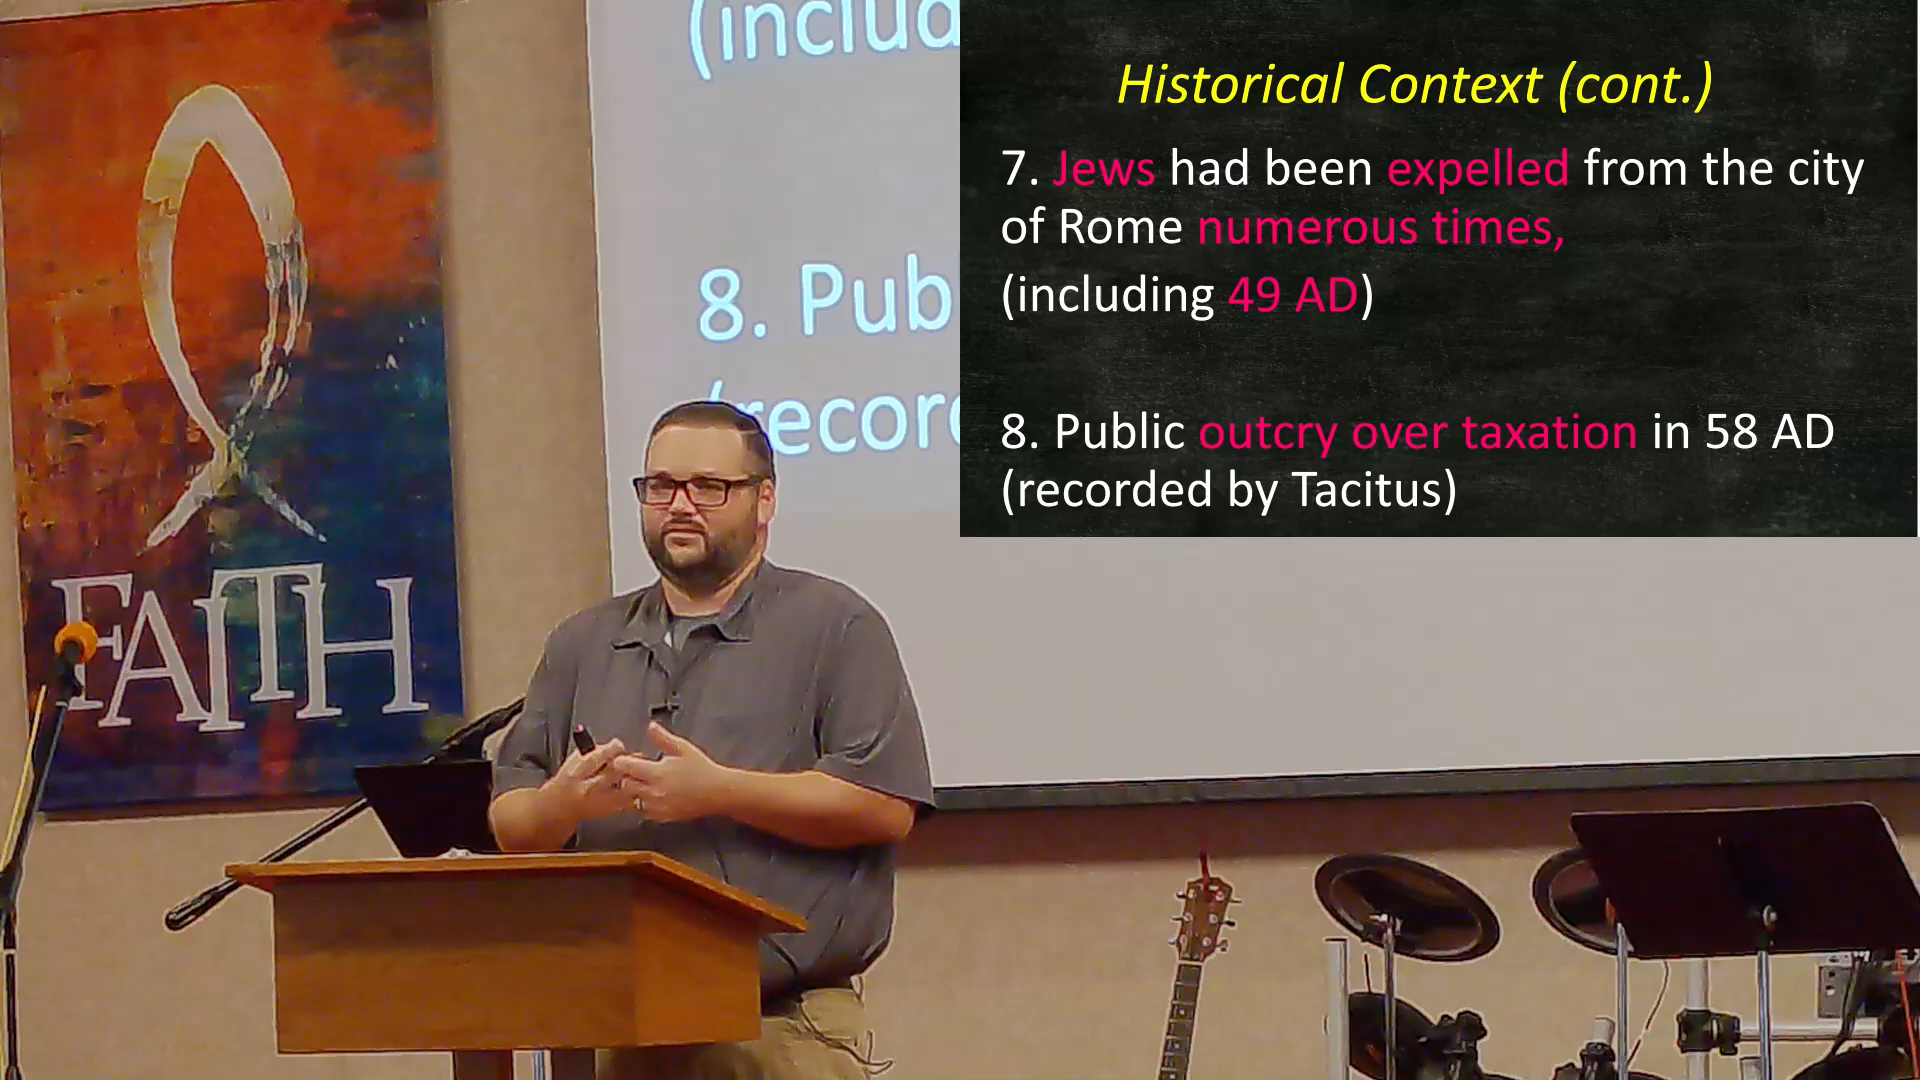 FAITH
(includ
8. Pub
(recor
Historical Context (cont.)
7. Jews had been expelled from the city
of Rome numerous times,
(including 49 AD)
8. Public outcry over taxation in 58 AD
(recorded by Tacitus)